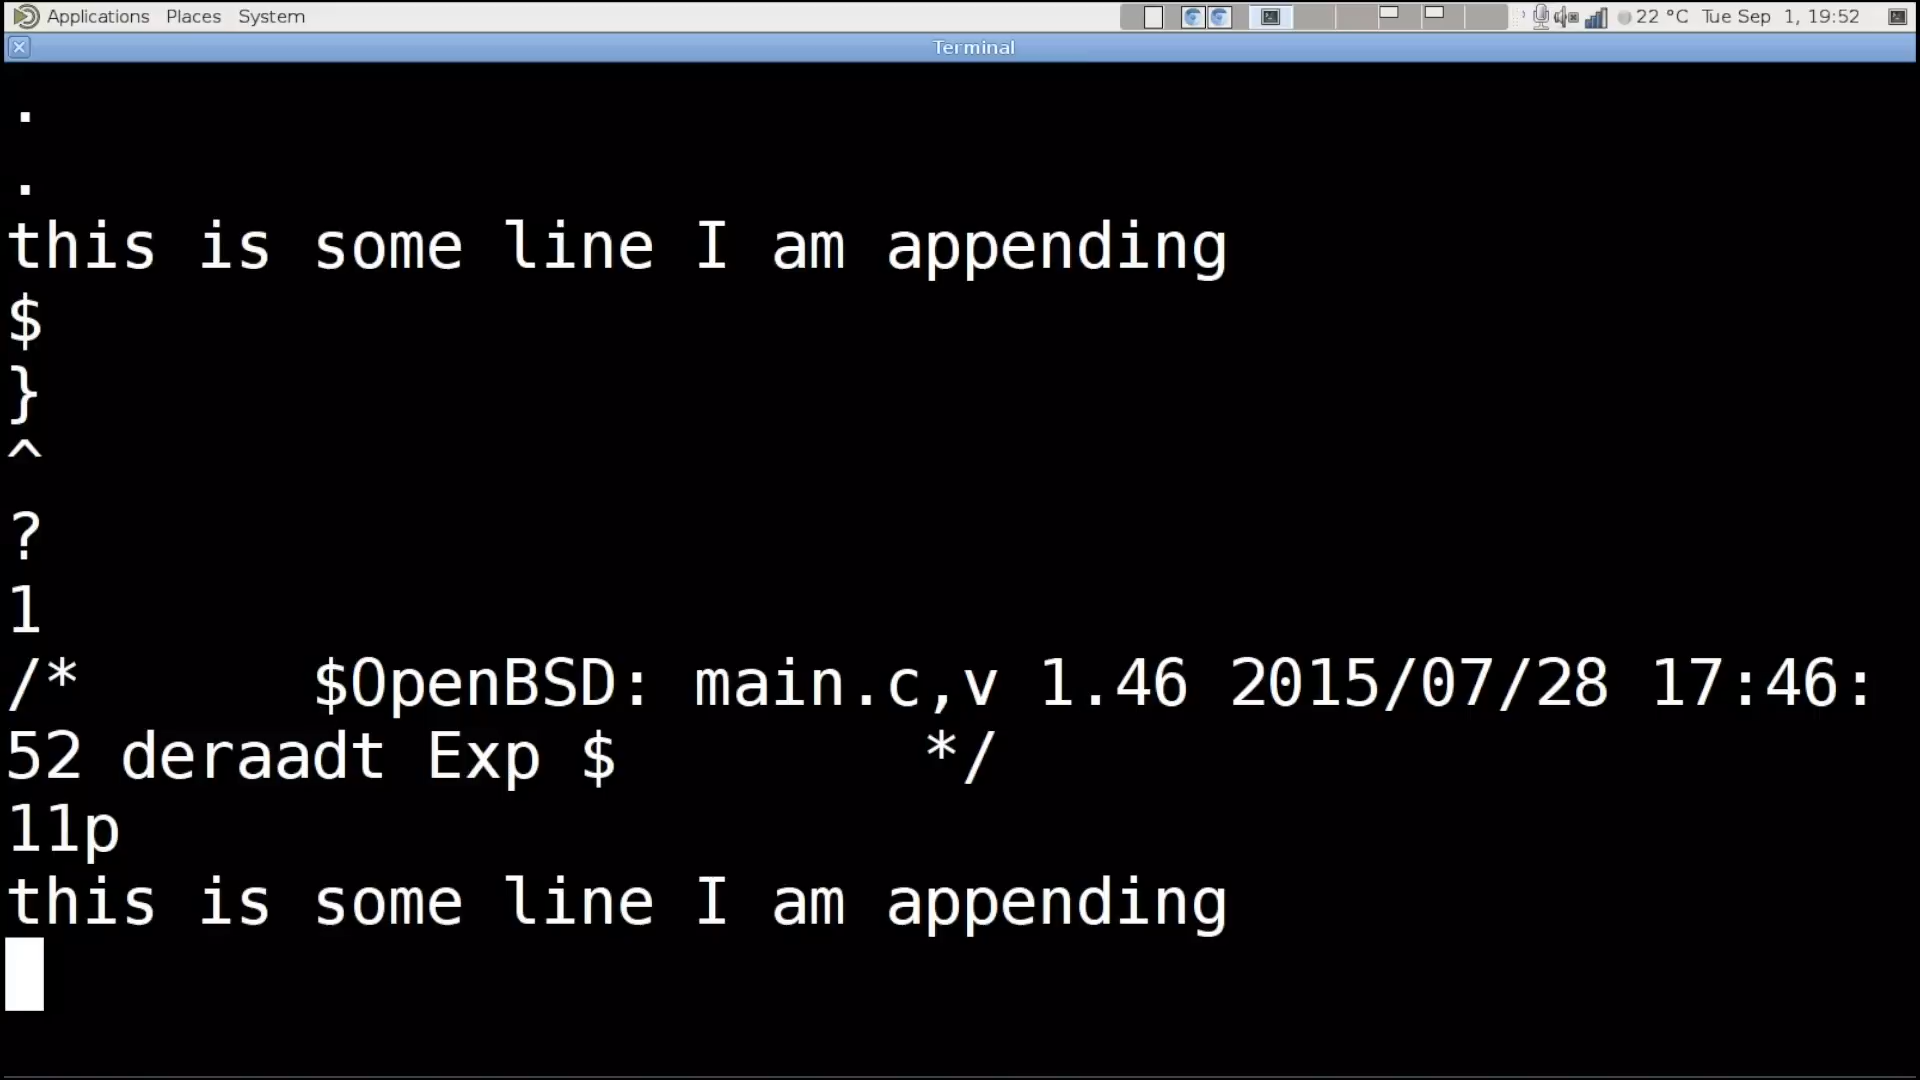 Applications Places System 22 °C Tue Sep 1, 19:52
Terminal
.
.
this is some line I am appending
$
}
^
?
1
/* $OpenBSD: main.c,v 1.46 2015/07/28 17:46:
52 deraadt Exp $ */
11p
this is some line I am appending